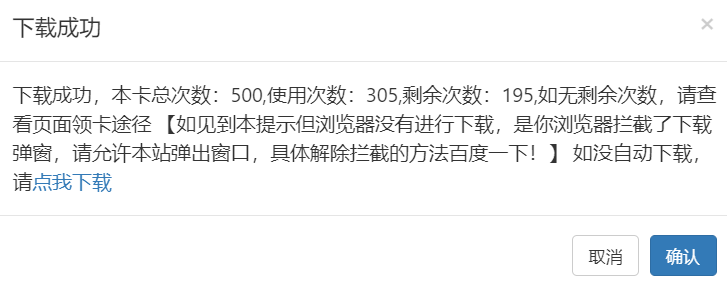 下载成功
×
下载成功，本卡总次数：500,使用次数：305,剩余次数：195,如无剩余次数，请查
看页面领卡途径 【如见到本提示但浏览器没有进行下载，是你浏览器拦截了下载
弹窗，请允许本站弹出窗口，具体解除拦截的方法百度一下！】 如没自动下载，
请点我下载
取消
确认